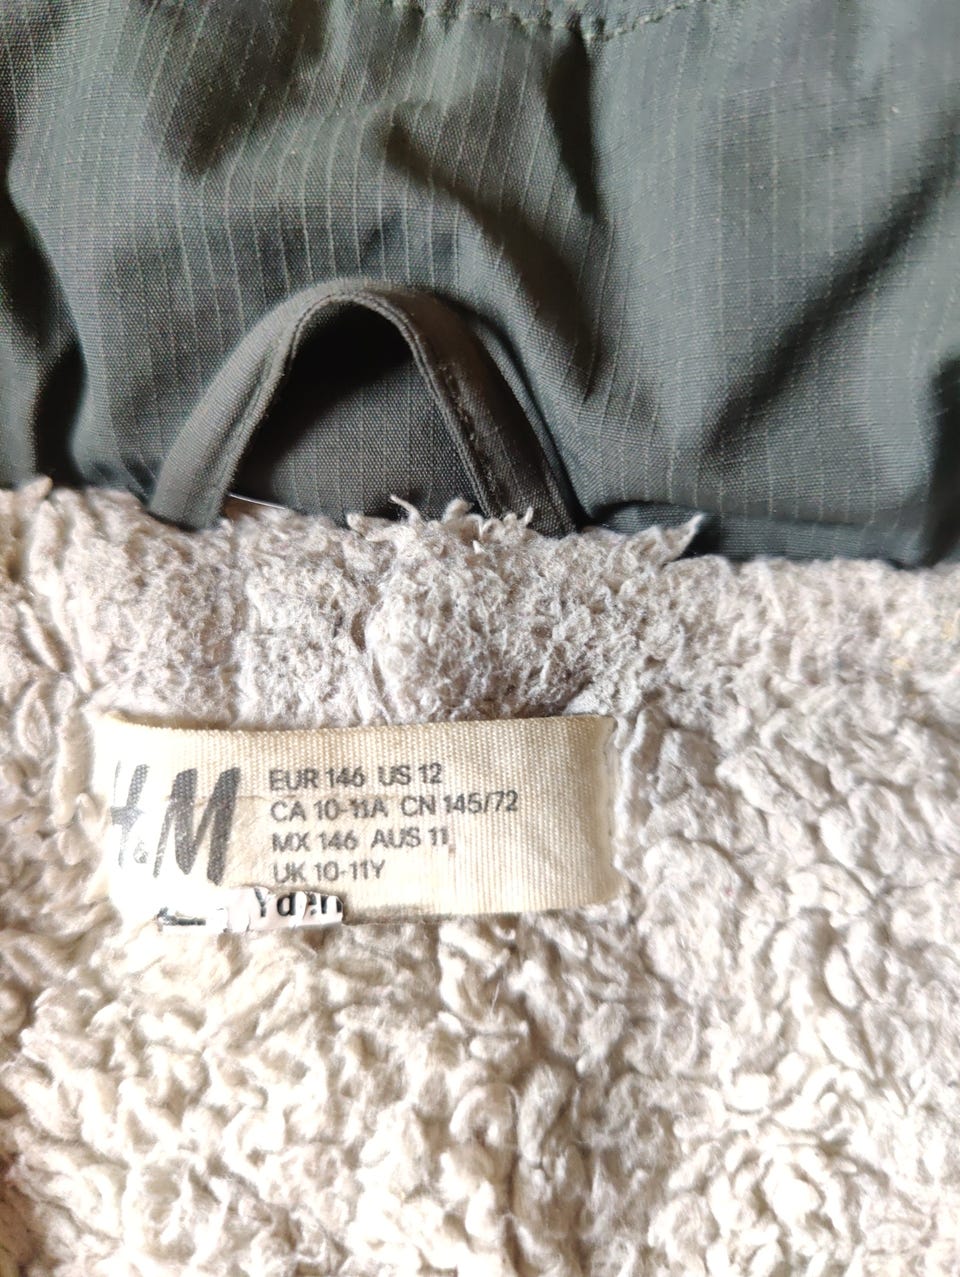 H&M
EUR 146 US 12
CA 10-11A CN 145/72
MX 146 AUS 11
UK 10-11Y